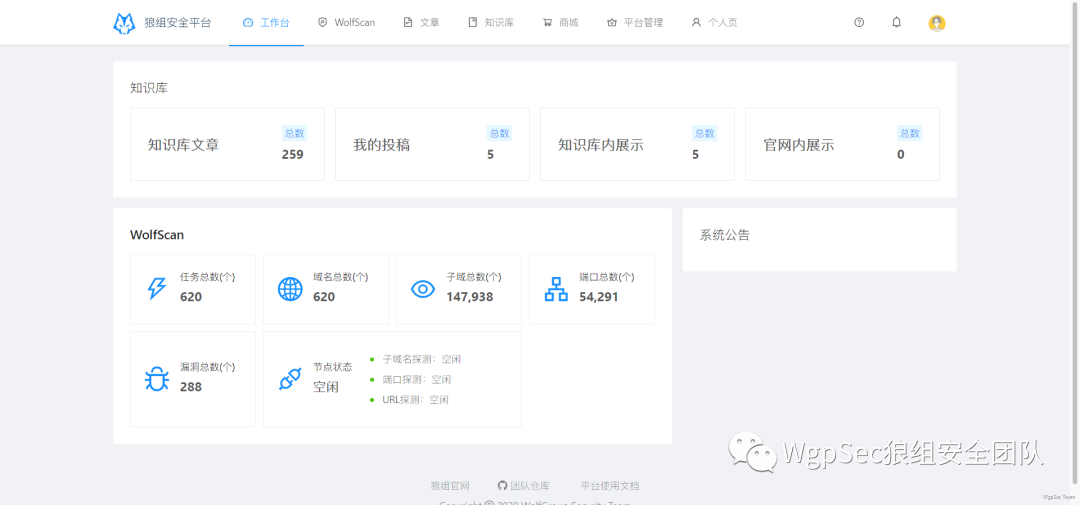 狼组安全平台 工作台 WolfScan 文章 知识库 商城 平台管理 个人页
知识库
知识库文章 总数 259
我的投稿 总数 5
知识库内展示 总数 5
官网内展示 总数 0
WolfScan
任务总数(个)
620
域名总数(个)
620
子域总数(个)
147,938
端口总数(个)
54,291
漏洞总数(个)
288
节点状态
空闲
子域名探测：空闲
端口探测：空闲
URL探测：空闲
系统公告
WgpSec狼组安全团队
狼组官网 团队仓库 平台使用文档
Copyright © 2020 WolfGroup Security Team
WgpSec Team